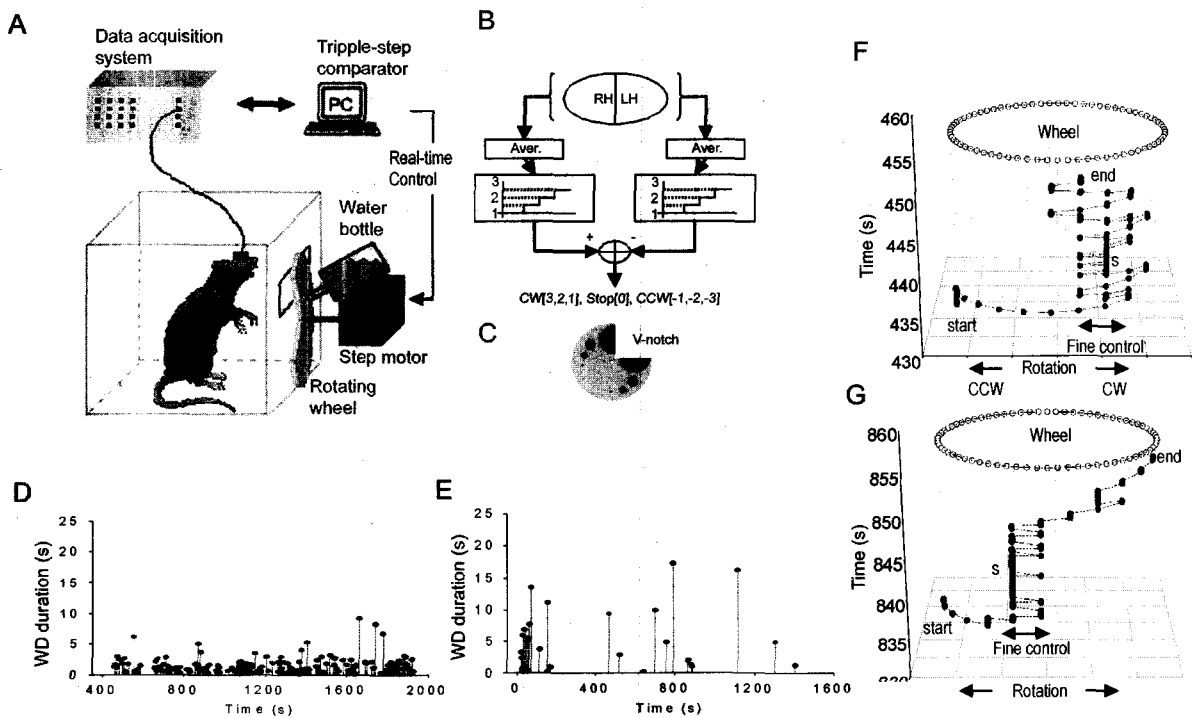 A
Data acquisition
system
Tripple-step
comparator
PC
Real-time
Control
Water
bottle
Step motor
Rotating
wheel
B
RH LH
Aver.
Aver.
3
2
1
3
2
1
+
-
CW[3,2,1], Stop[0], CCW[-1,-2,-3]
C
V-notch
D
WD duration (s)
25
20
15
10
5
0
400
800
1200
1600
2000
Time (s)
E
WD duration (s)
25
20
15
10
5
0
0
400
800
1200
1600
Time (s)
F
Time (s)
460
455
450
445
440
435
430
Wheel
end
s
start
Fine control
Rotation
CCW
CW
G
Time (s)
860
855
850
845
840
835
Wheel
end
s
start
Fine control
Rotation